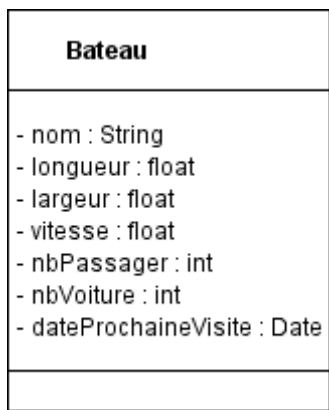 Bateau
- nom : String
- longueur : float
- largeur : float
- vitesse : float
- nbPassager : int
- nbVoiture : int
- dateProchaineVisite : Date